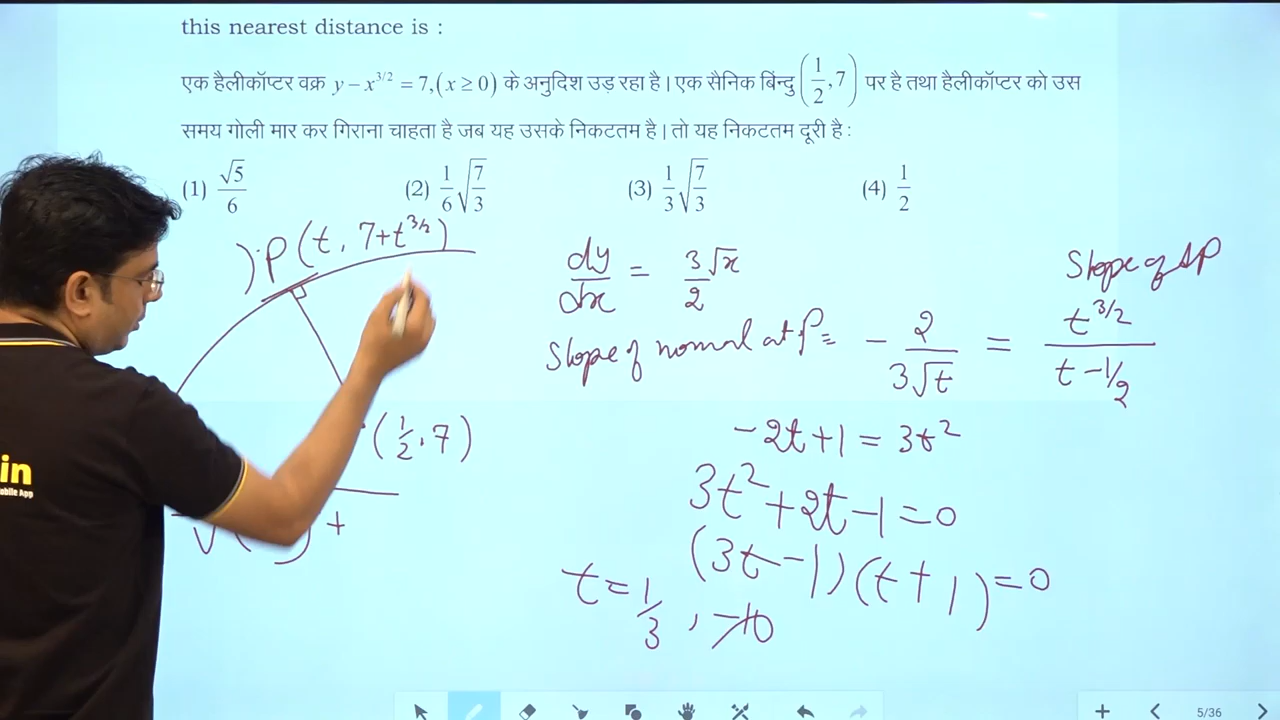 this nearest distance is :
एक हैलीकॉप्टर वक्र y – x^{3/2} = 7, (x ≥ 0) के अनुदिश उड़ रहा है। एक सैनिक बिन्दु (1/2, 7) पर है तथा हैलीकॉप्टर को उस
समय गोली मार कर गिराना चाहता है जब यह उसके निकटतम है। तो यह निकटतम दूरी है :
(1) √5/6 (2) 1/6 √(7/3) (3) 1/3 √(7/3) (4) 1/2
P(t, 7+t^{3/2})
dy/dx = 3√x/2
Slope of SP
Slope of normal at P = - 2/(3√t) = t^{3/2}/(t-1/2)
(1/2, 7)
-2t+1 = 3t²
3t²+2t-1=0
(3t-1)(t+1)=0
t=1/3,
in
obile App
5/36